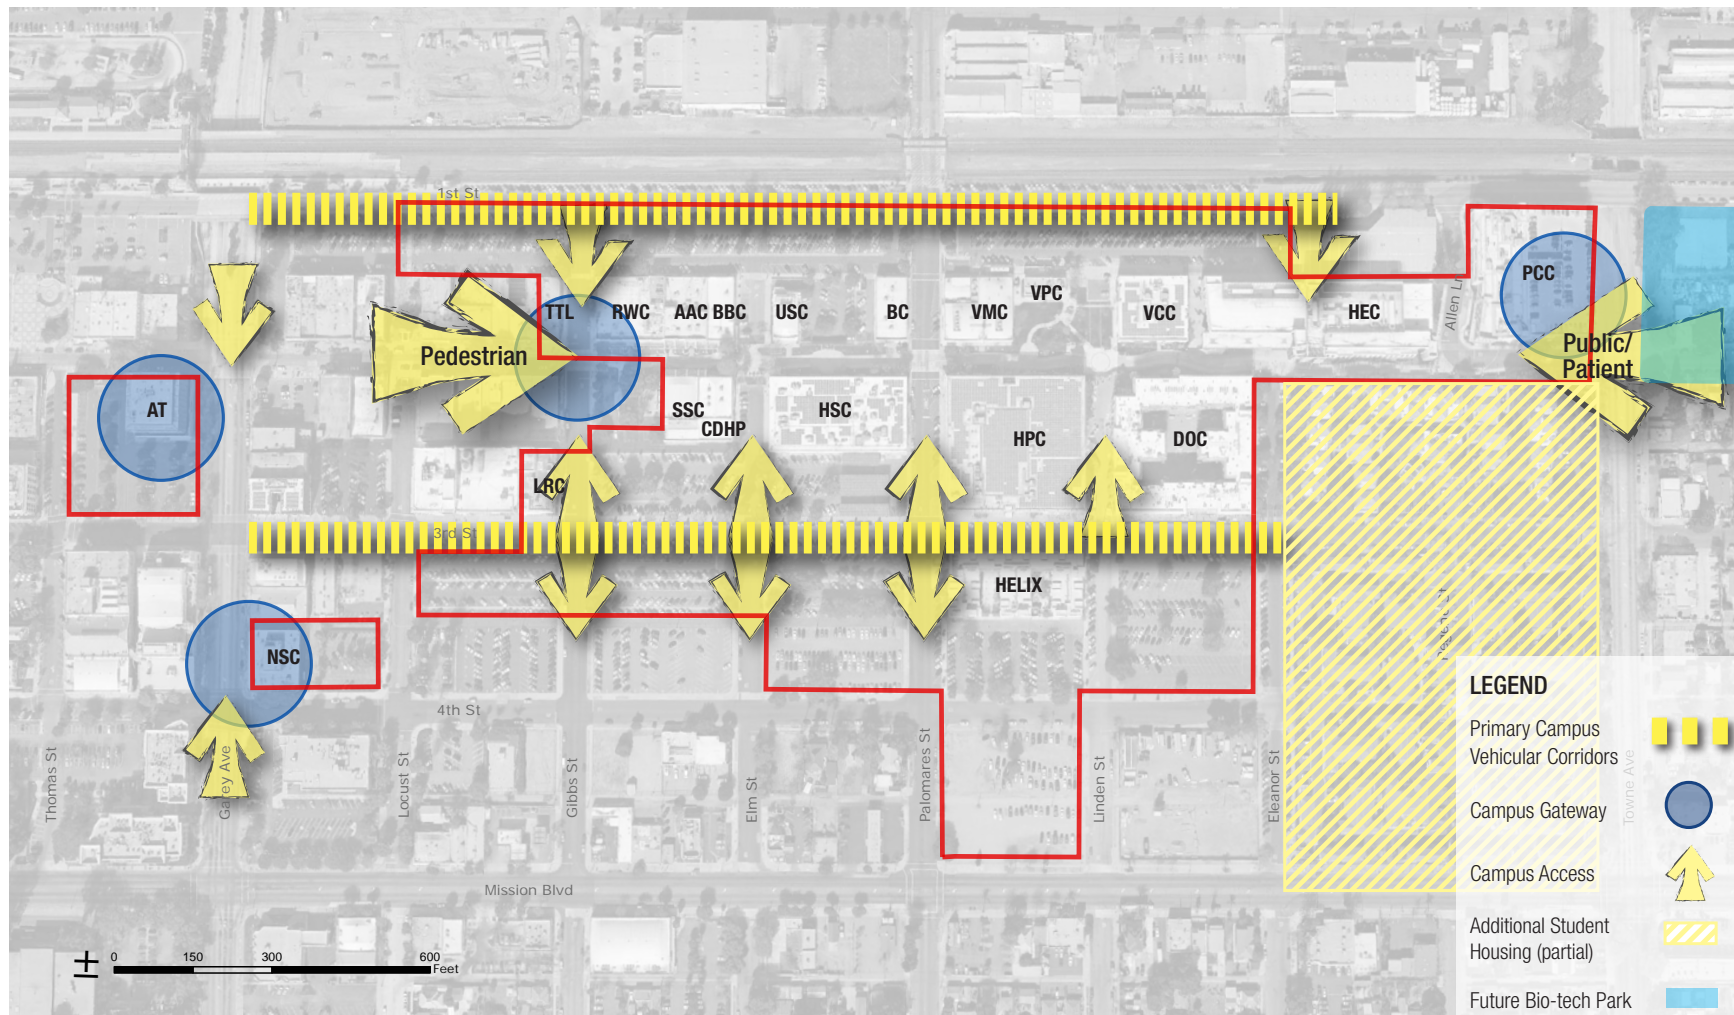 1st St
PCC
VPC
TTL
RWC
AAC BBC
USC
BC
VMC
VCC
HEC
Allen Ln
Pedestrian
Public/
Patient
AT
SSC
HSC
CDHP
HPC
DOC
LRC
3rd St
HELIX
NSC
4th St
Thomas St
Garey Ave
Locust St
Gibbs St
Elm St
Palomares St
Linden St
Eleanor St
Towne Ave
Mission Blvd
0 150 300 600
Feet
LEGEND
Primary Campus
Vehicular Corridors
Campus Gateway
Campus Access
Additional Student
Housing (partial)
Future Bio-tech Park